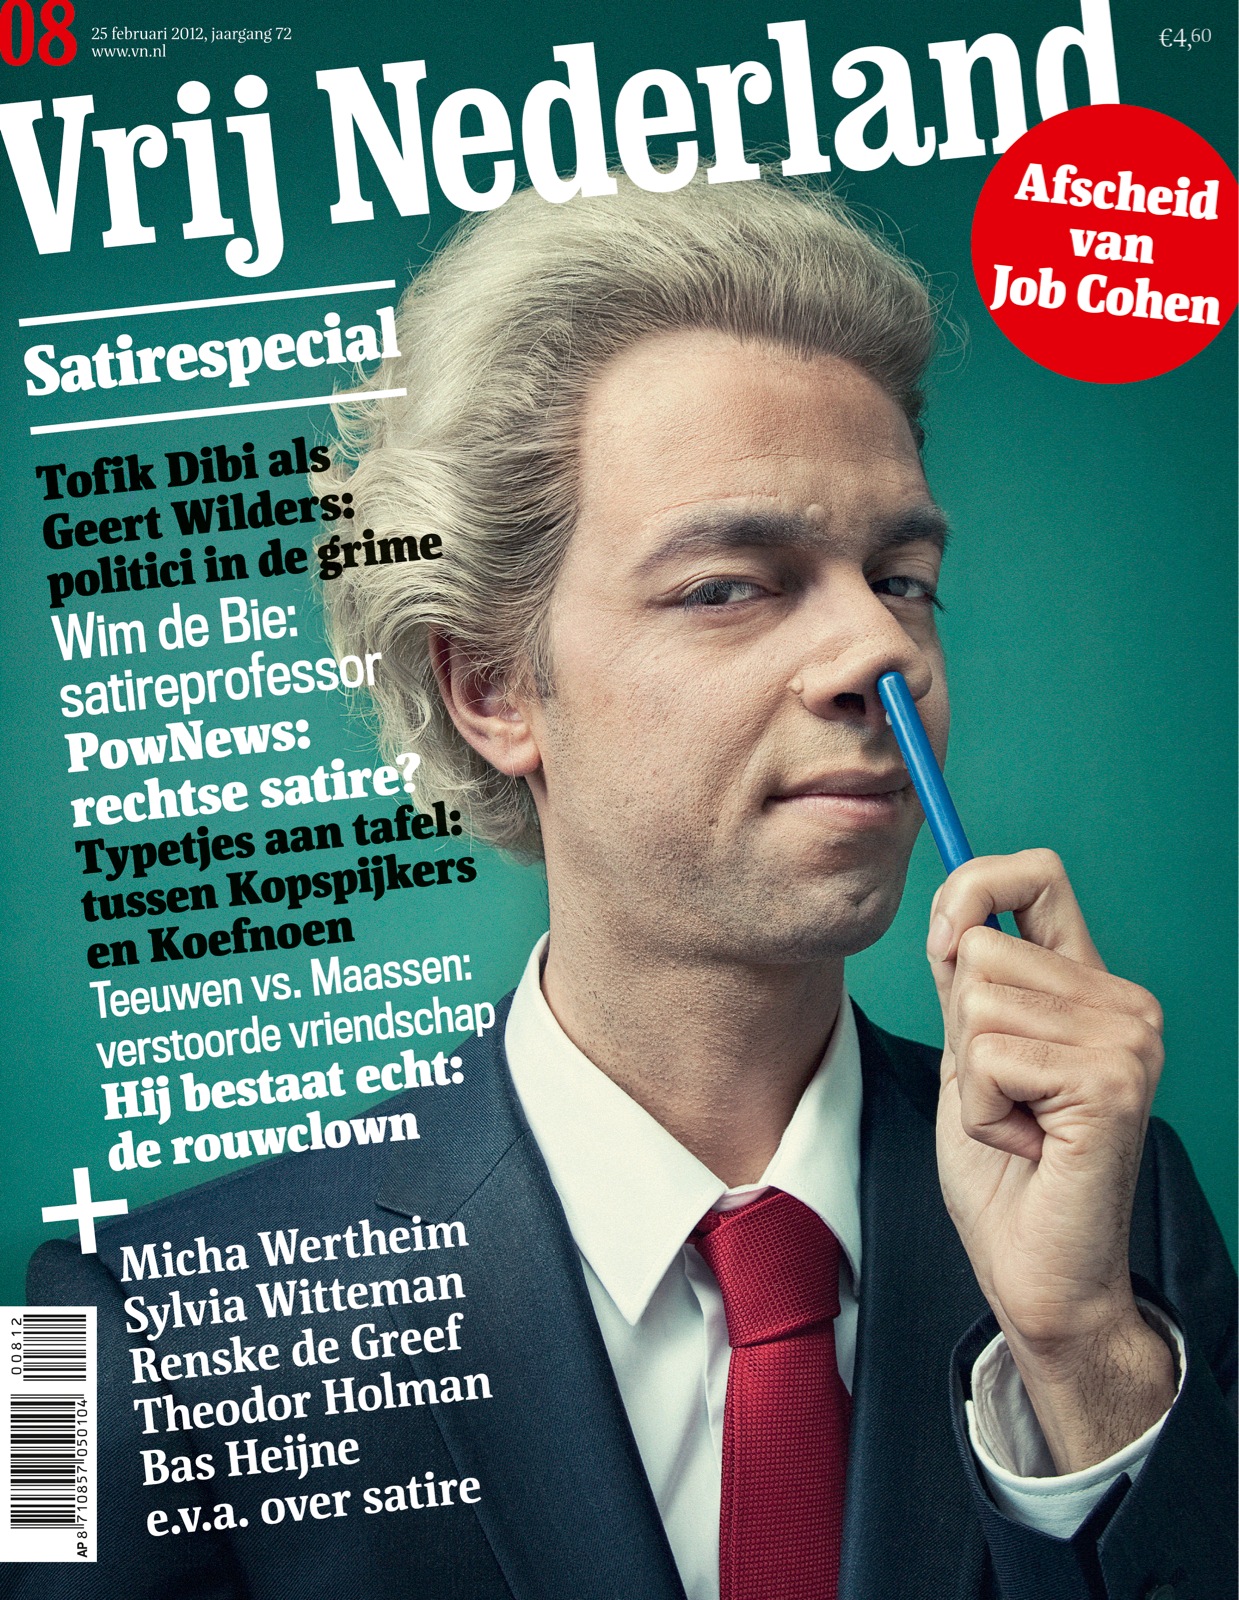 08
25 februari 2012, jaargang 72
www.vn.nl
€4,60
Vrij Nederland
Afscheid
van
Job Cohen
Satirespecial
Tofik Dibi als
Geert Wilders:
politici in de grime
Wim de Bie:
satireprofessor
PowNews:
rechtse satire?
Typetjes aan tafel:
tussen Kopspijkers
en Koefnoen
Teeuwen vs. Maassen:
verstoorde vriendschap
Hij bestaat echt:
de rouwclown
+
Micha Wertheim
Sylvia Witteman
Renske de Greef
Theodor Holman
Bas Heijne
e.v.a. over satire
00812
AP 8 710857 050104